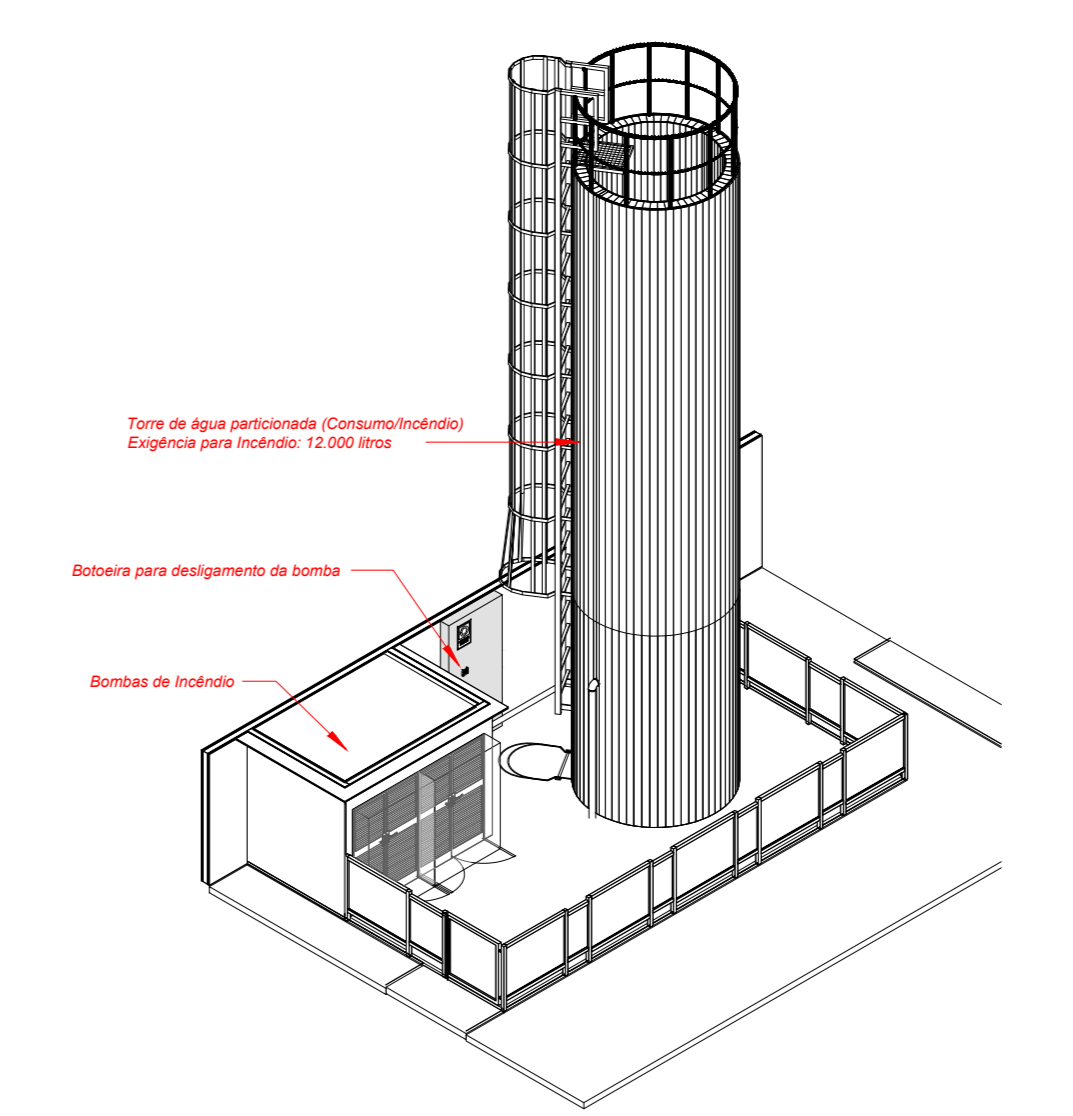 Torre de água particionada (Consumo/Incêndio)
Exigência para Incêndio: 12.000 litros
Botoeira para desligamento da bomba
Bombas de Incêndio